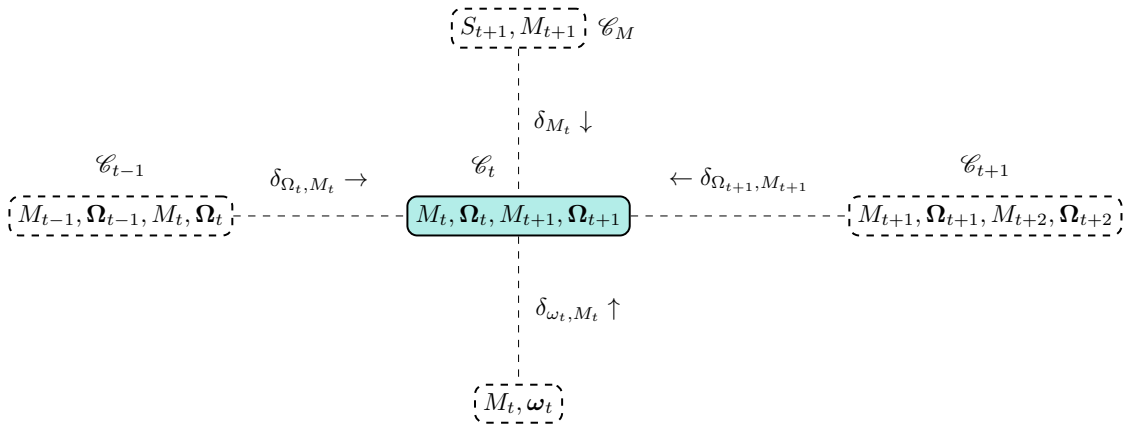 S_{t+1}, M_{t+1} 𝒞_M
δ_{M_t} ↓
𝒞_{t−1}
δ_{Ω_t, M_t} →
𝒞_t
← δ_{Ω_{t+1}, M_{t+1}}
𝒞_{t+1}
M_{t−1}, Ω_{t−1}, M_t, Ω_t
M_t, Ω_t, M_{t+1}, Ω_{t+1}
M_{t+1}, Ω_{t+1}, M_{t+2}, Ω_{t+2}
δ_{ω_t, M_t} ↑
M_t, ω_t